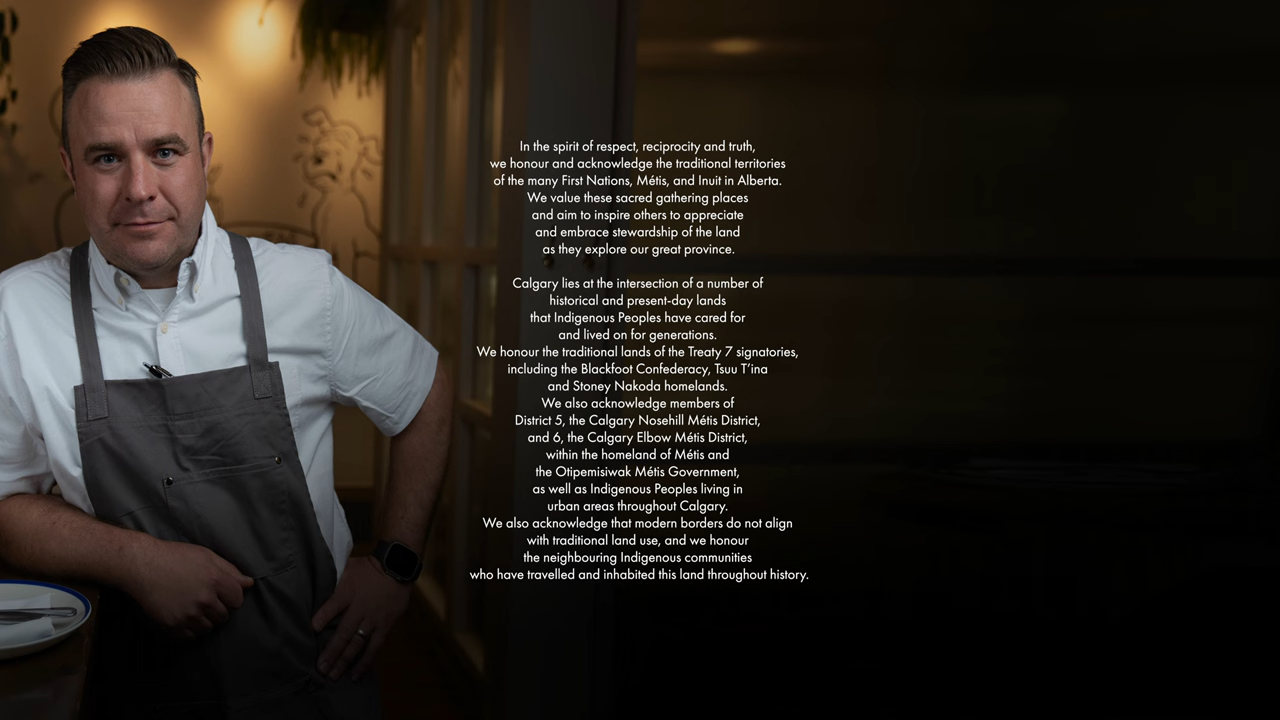 In the spirit of respect, reciprocity and truth,
we honour and acknowledge the traditional territories
of the many First Nations, Métis, and Inuit in Alberta.
We value these sacred gathering places
and aim to inspire others to appreciate
and embrace stewardship of the land
as they explore our great province.
Calgary lies at the intersection of a number of
historical and present-day lands
that Indigenous Peoples have cared for
and lived on for generations.
We honour the traditional lands of the Treaty 7 signatories,
including the Blackfoot Confederacy, Tsuu T'ina
and Stoney Nakoda homelands.
We also acknowledge members of
District 5, the Calgary Nosehill Métis District,
and 6, the Calgary Elbow Métis District,
within the homeland of Métis and
the Otipemisiwak Métis Government,
as well as Indigenous Peoples living in
urban areas throughout Calgary.
We also acknowledge that modern borders do not align
with traditional land use, and we honour
the neighbouring Indigenous communities
who have travelled and inhabited this land throughout history.